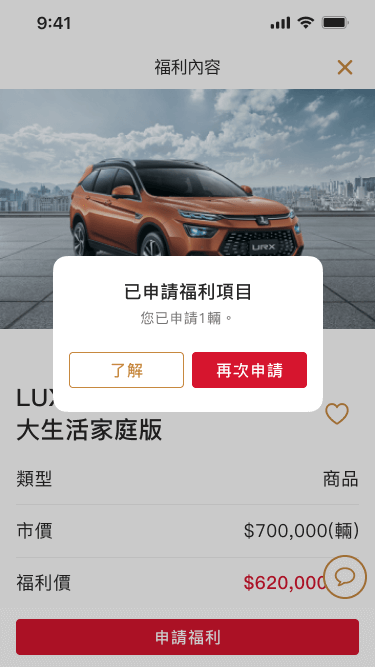 9:41
福利內容
URX
已申請福利項目
您已申請1輛。
了解
再次申請
大生活家庭版
類型
商品
市價
$700,000(輛)
福利價
$620,000
申請福利